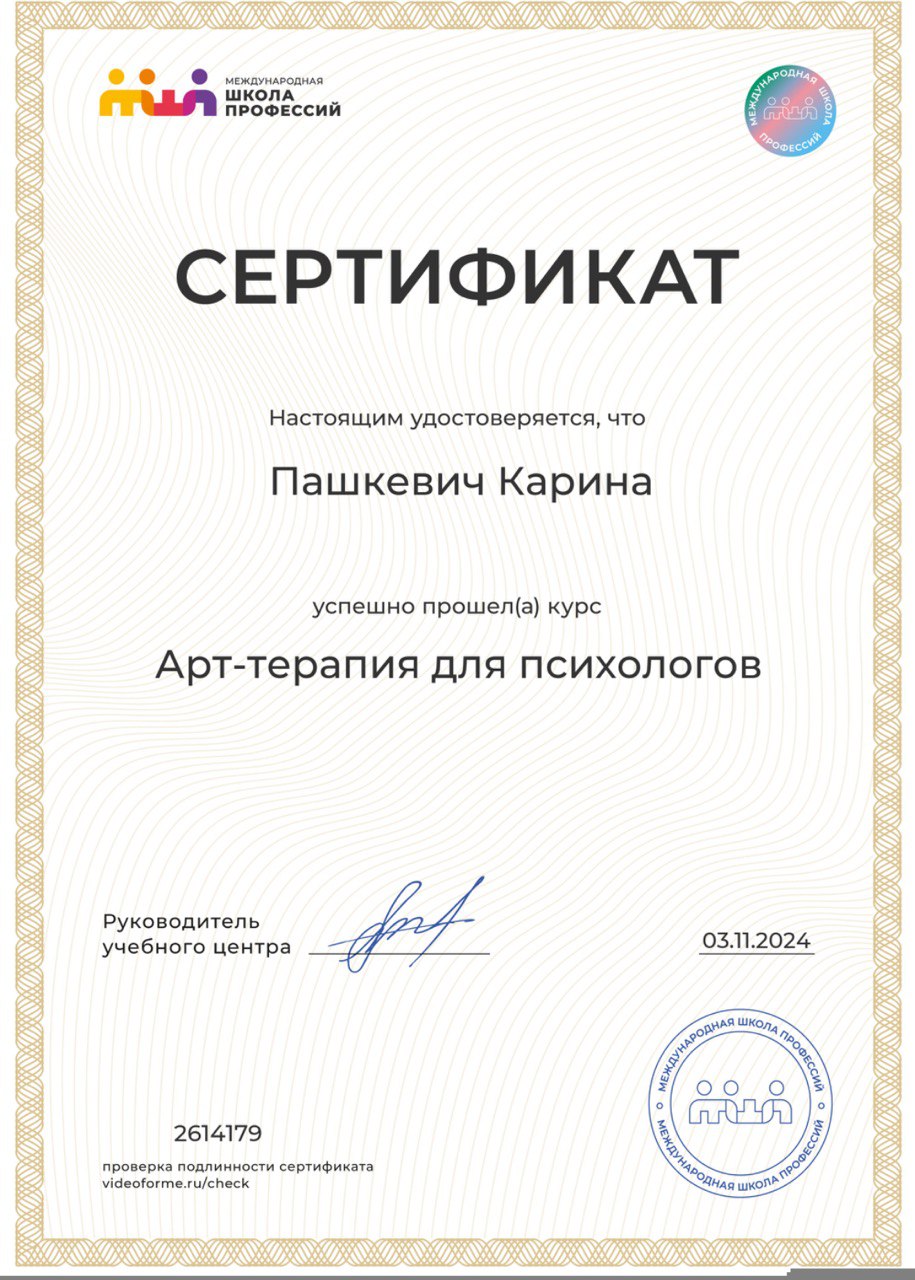 МЕЖДУНАРОДНАЯ
ШКОЛА
ПРОФЕССИЙ
МЕЖДУНАРОДНАЯ ШКОЛА ПРОФЕССИЙ
СЕРТИФИКАТ
Настоящим удостоверяется, что
Пашкевич Карина
успешно прошел(а) курс
Арт-терапия для психологов
Руководитель
учебного центра
03.11.2024
МЕЖДУНАРОДНАЯ ШКОЛА ПРОФЕССИЙ
МЕЖДУНАРОДНАЯ ШКОЛА ПРОФЕССИЙ
2614179
проверка подлинности сертификата
videoforme.ru/check